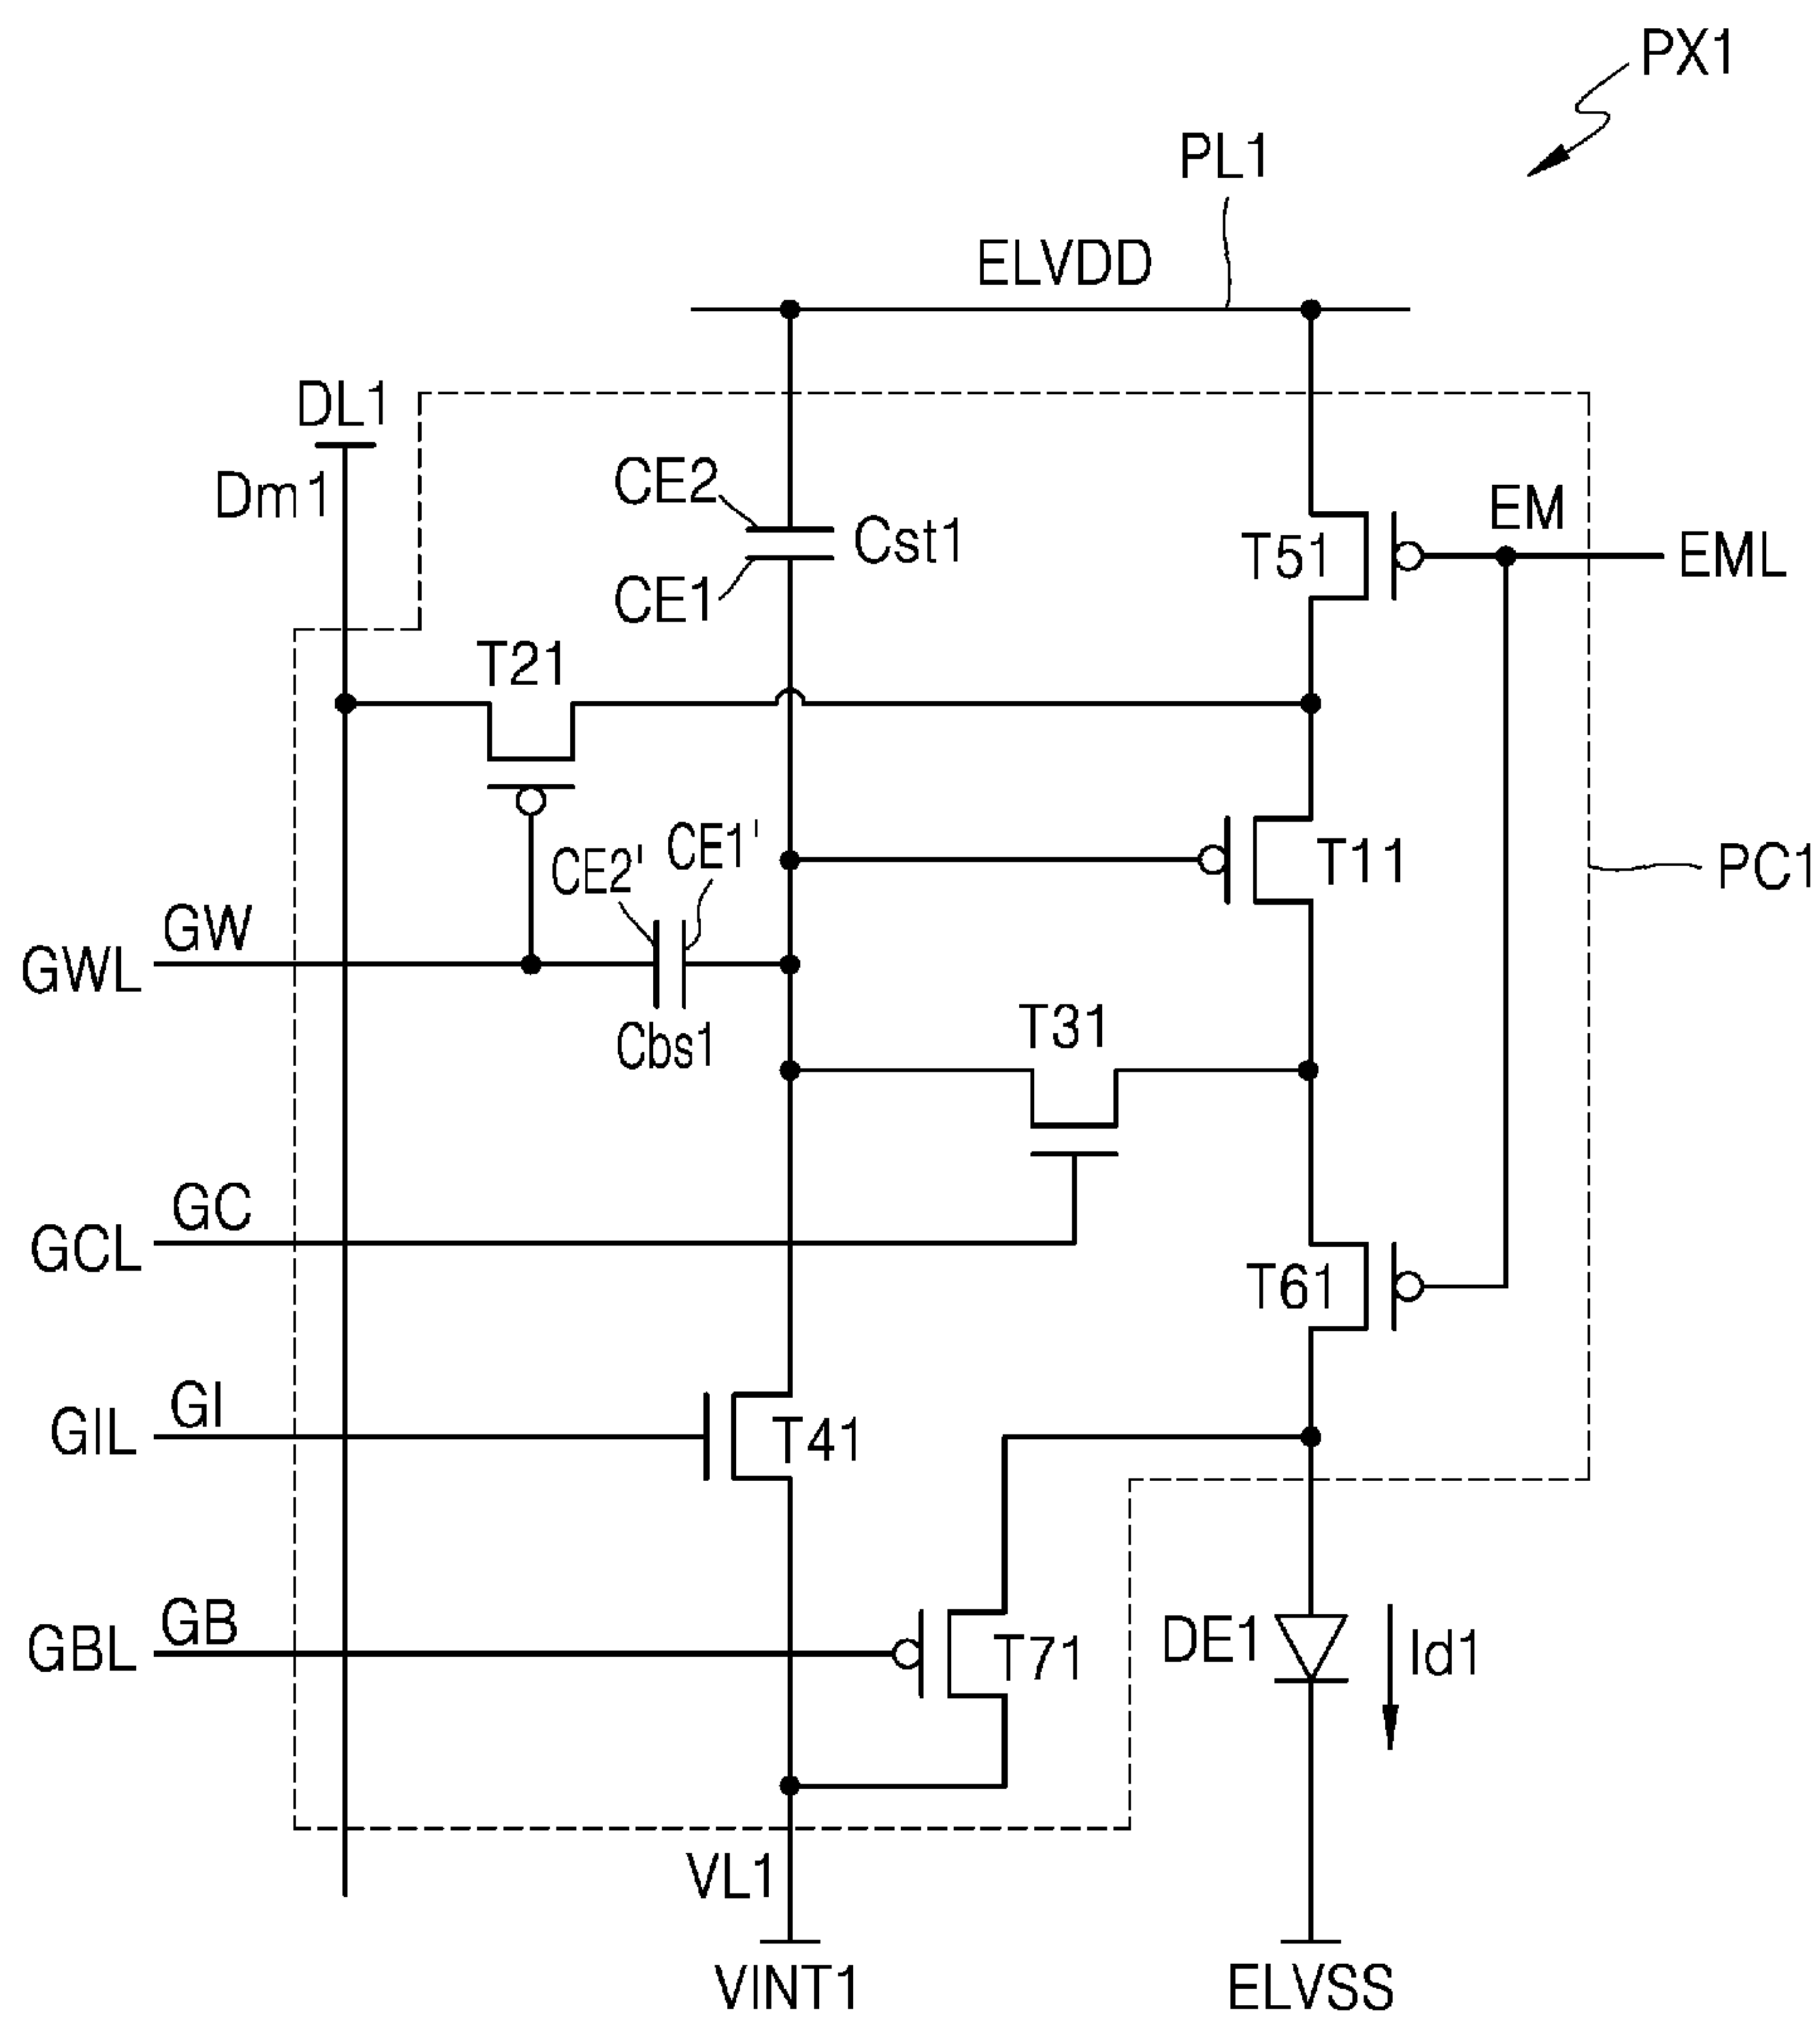 PX1
PL1
ELVDD
DL1
Dm1
CE2
Cst1
CE1
EM
T51
EML
T21
CE1'
CE2'
T11
PC1
GW
GWL
T31
Cbs1
GC
GCL
T61
GI
GIL
T41
GB
GBL
T71
DE1
Id1
VL1
VINT1
ELVSS